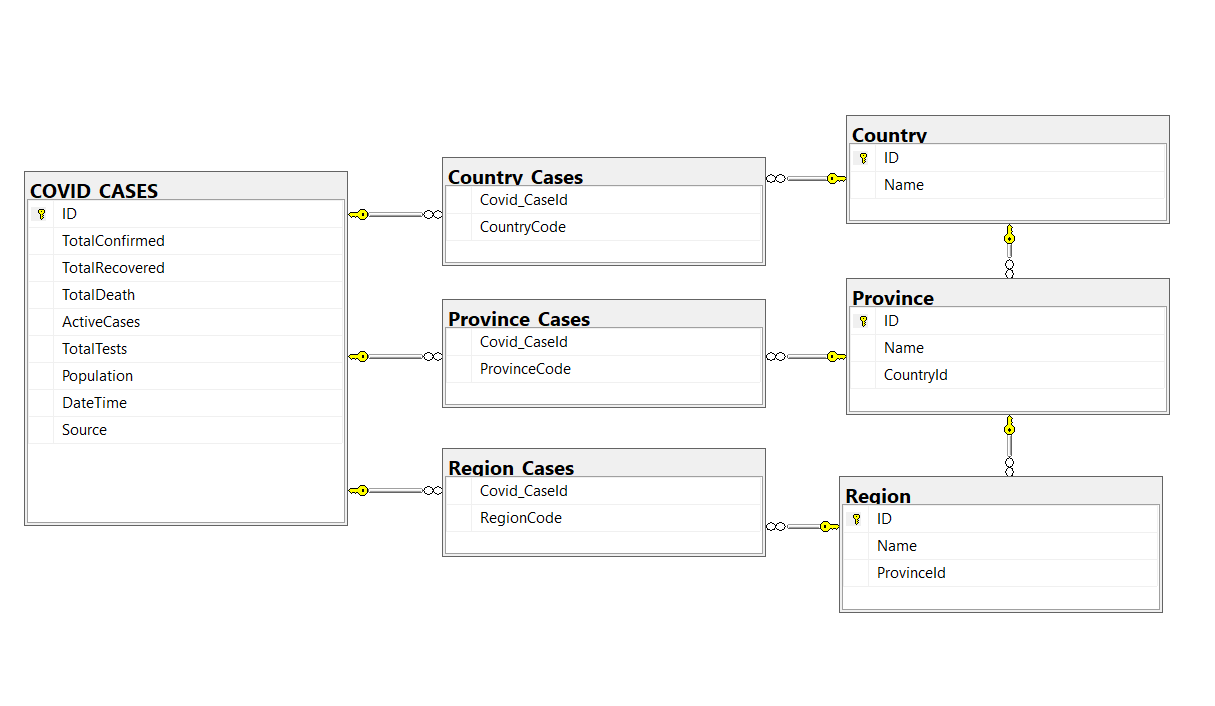 COVID_CASES
ID
TotalConfirmed
TotalRecovered
TotalDeath
ActiveCases
TotalTests
Population
DateTime
Source
Country_Cases
Covid_CaseId
CountryCode
Province_Cases
Covid_CaseId
ProvinceCode
Region_Cases
Covid_CaseId
RegionCode
Country
ID
Name
Province
ID
Name
CountryId
Region
ID
Name
ProvinceId